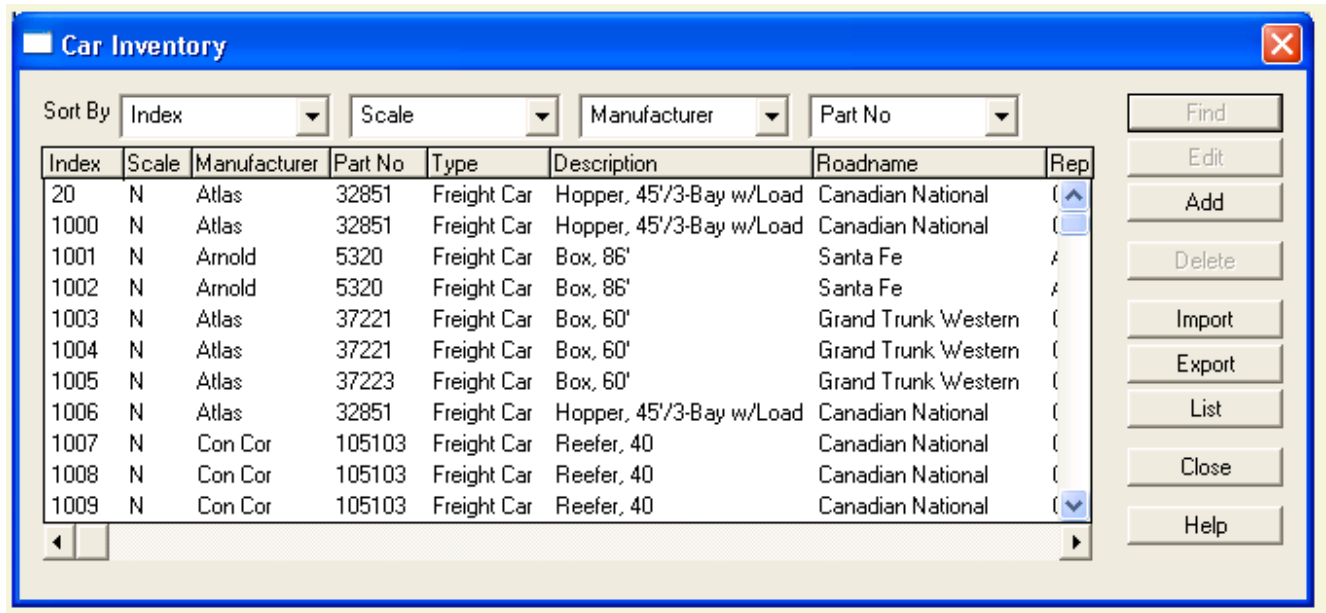 Car Inventory
Sort By Index Scale Manufacturer Part No Find
Index Scale Manufacturer Part No Type Description Roadname Rep Edit
20 N Atlas 32851 Freight Car Hopper, 45'/3-Bay w/Load Canadian National Add
1000 N Atlas 32851 Freight Car Hopper, 45'/3-Bay w/Load Canadian National
1001 N Arnold 5320 Freight Car Box, 86' Santa Fe Delete
1002 N Arnold 5320 Freight Car Box, 86' Santa Fe
1003 N Atlas 37221 Freight Car Box, 60' Grand Trunk Western Import
1004 N Atlas 37221 Freight Car Box, 60' Grand Trunk Western Export
1005 N Atlas 37223 Freight Car Box, 60' Grand Trunk Western
1006 N Atlas 32851 Freight Car Hopper, 45'/3-Bay w/Load Canadian National List
1007 N Con Cor 105103 Freight Car Reefer, 40 Canadian National
1008 N Con Cor 105103 Freight Car Reefer, 40 Canadian National Close
1009 N Con Cor 105103 Freight Car Reefer, 40 Canadian National
Help